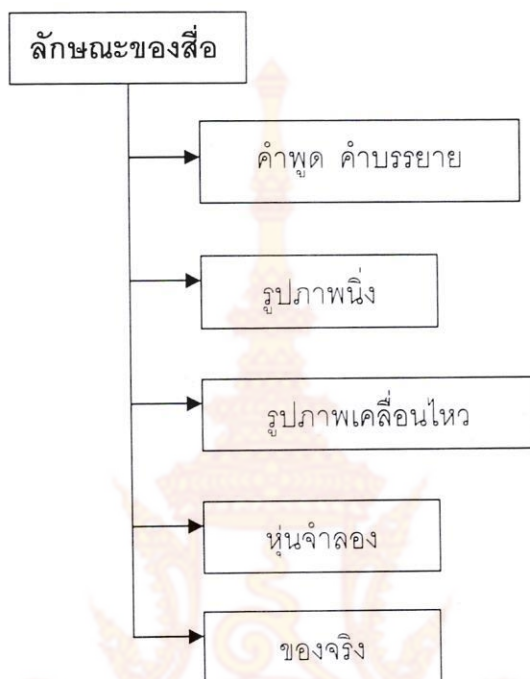 ลักษณะของสื่อ
คำพูด คำบรรยาย
รูปภาพนิ่ง
รูปภาพเคลื่อนไหว
หุ่นจำลอง
ของจริง